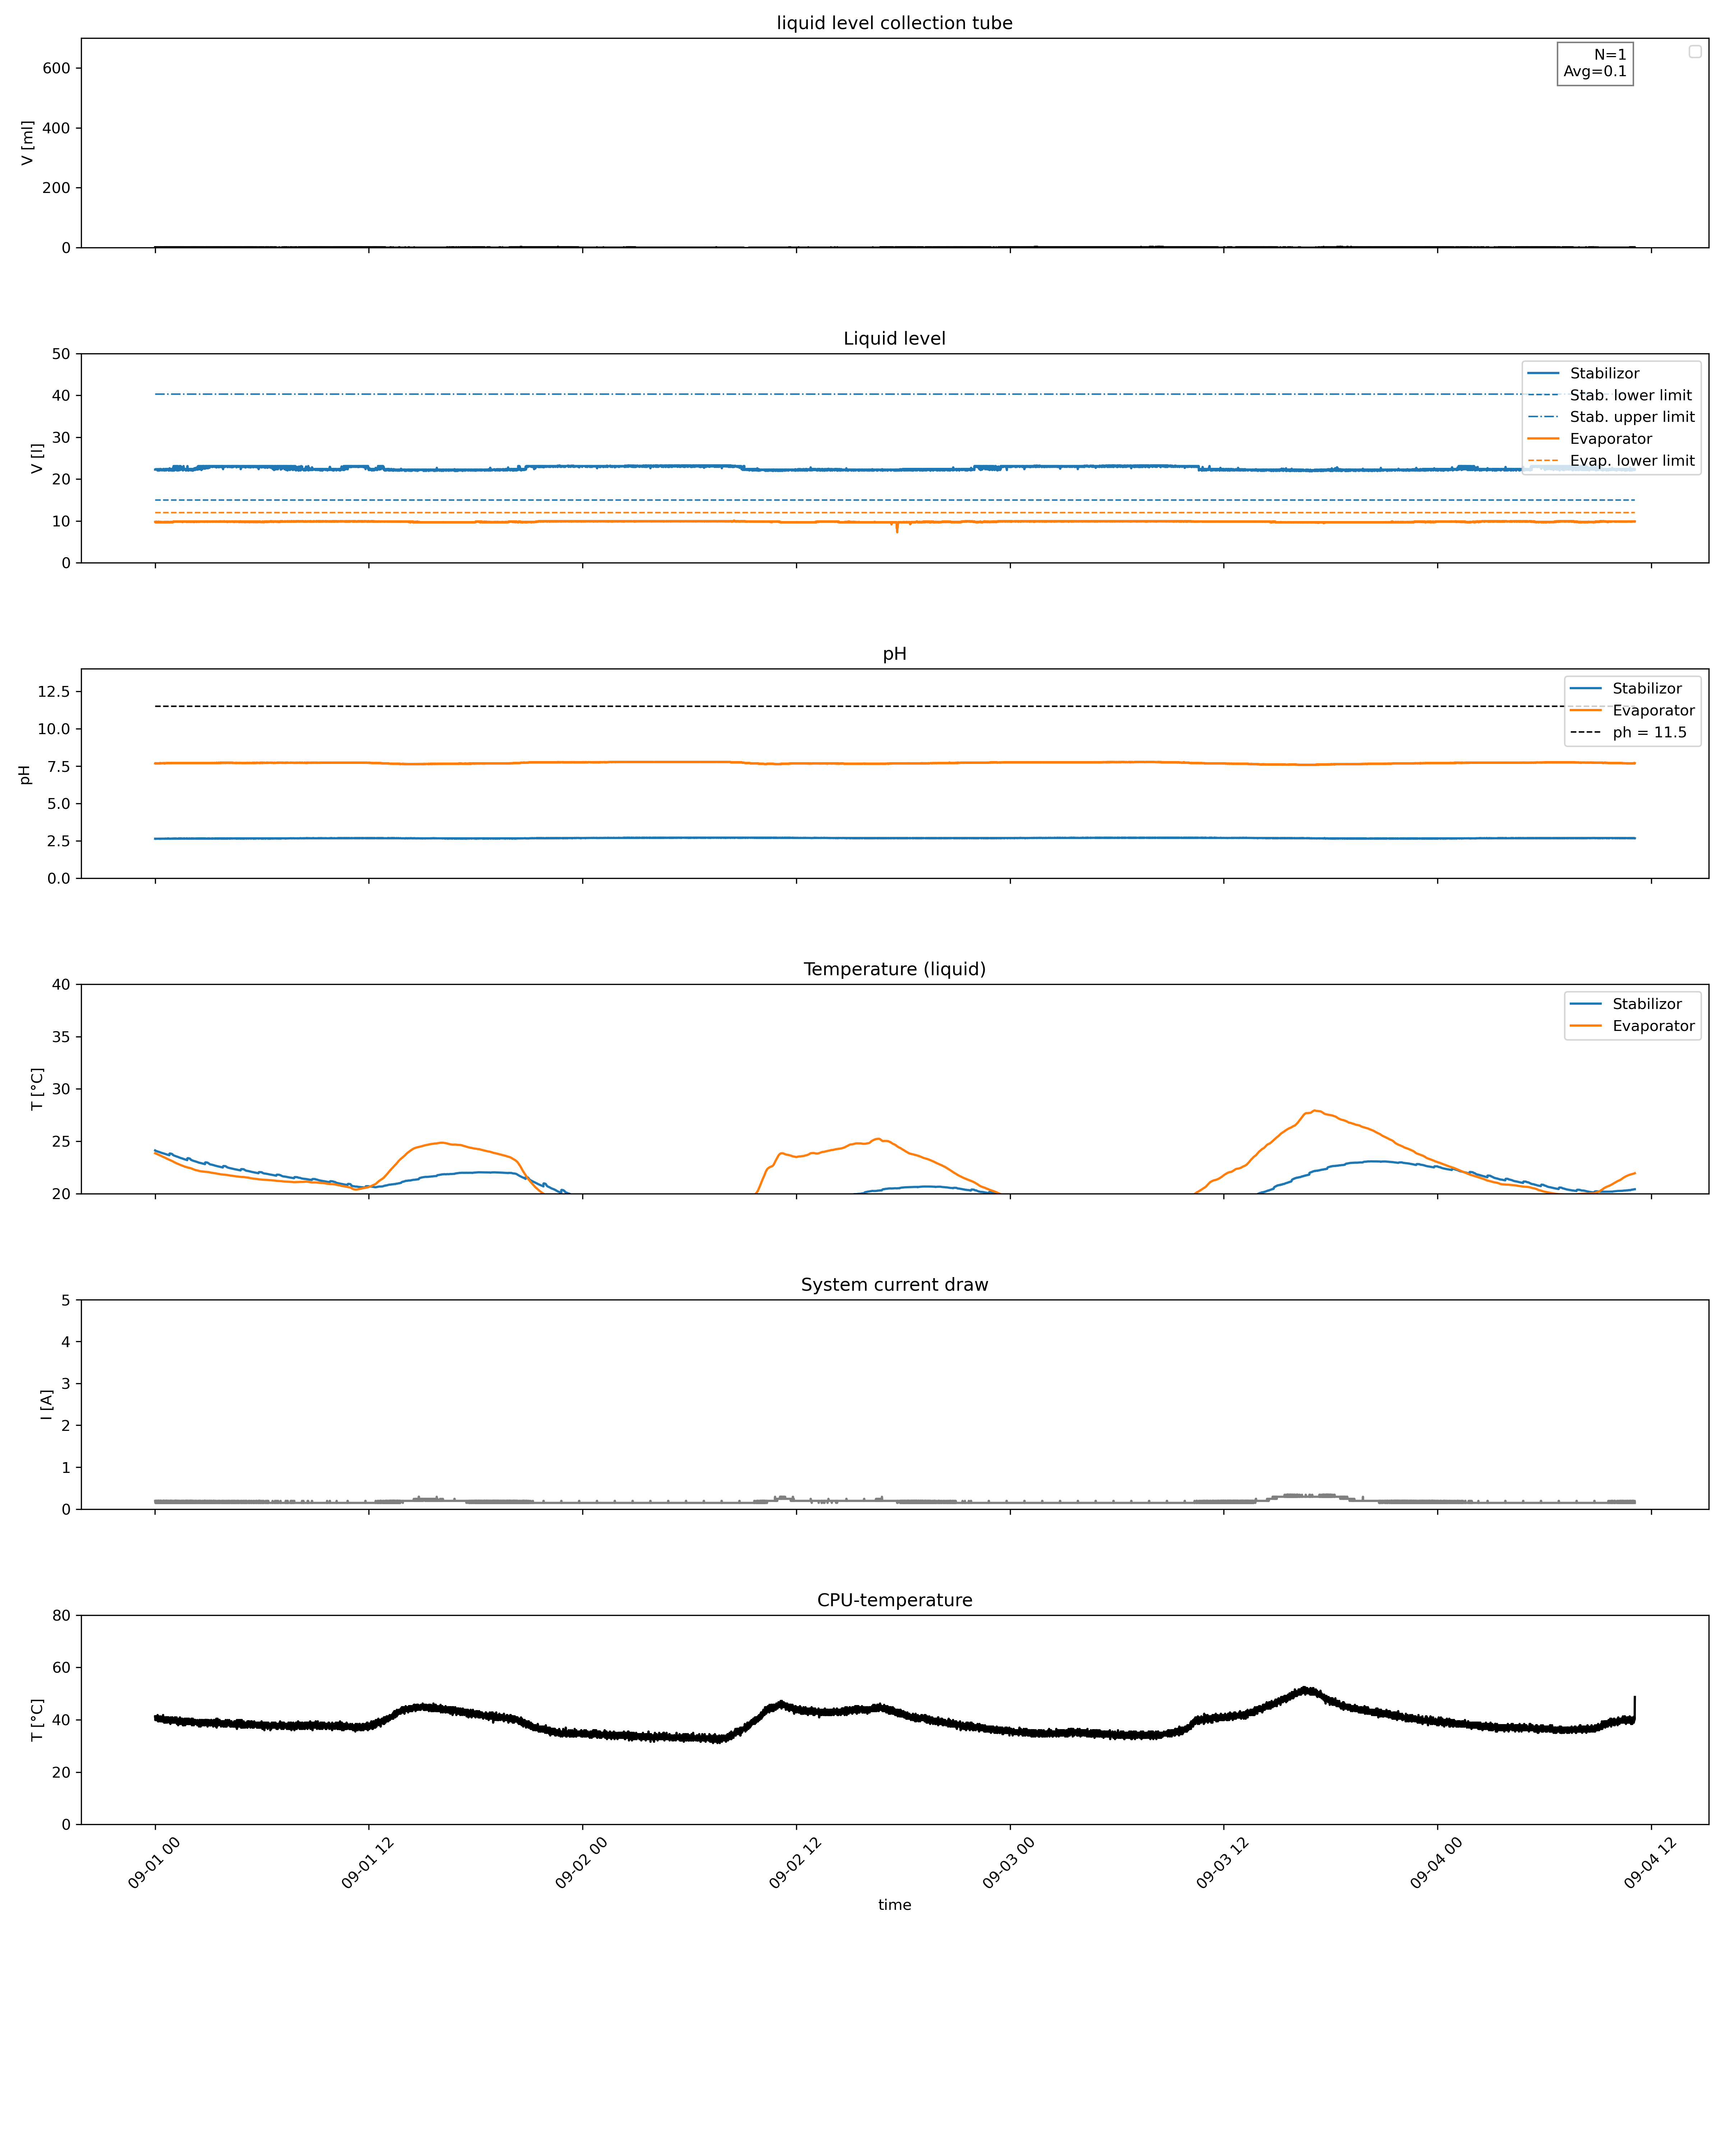 liquid level collection tube
N=1
Avg=0.1
V [ml]
600
400
200
0
Liquid level
V [l]
50
40
30
20
10
0
Stabilizor
Stab. lower limit
Stab. upper limit
Evaporator
Evap. lower limit
pH
pH
12.5
10.0
7.5
5.0
2.5
0.0
Stabilizor
Evaporator
ph = 11.5
Temperature (liquid)
T [°C]
40
35
30
25
20
Stabilizor
Evaporator
System current draw
I [A]
5
4
3
2
1
0
CPU-temperature
T [°C]
80
60
40
20
0
09-01 00
09-01 12
09-02 00
09-02 12
09-03 00
09-03 12
09-04 00
09-04 12
time